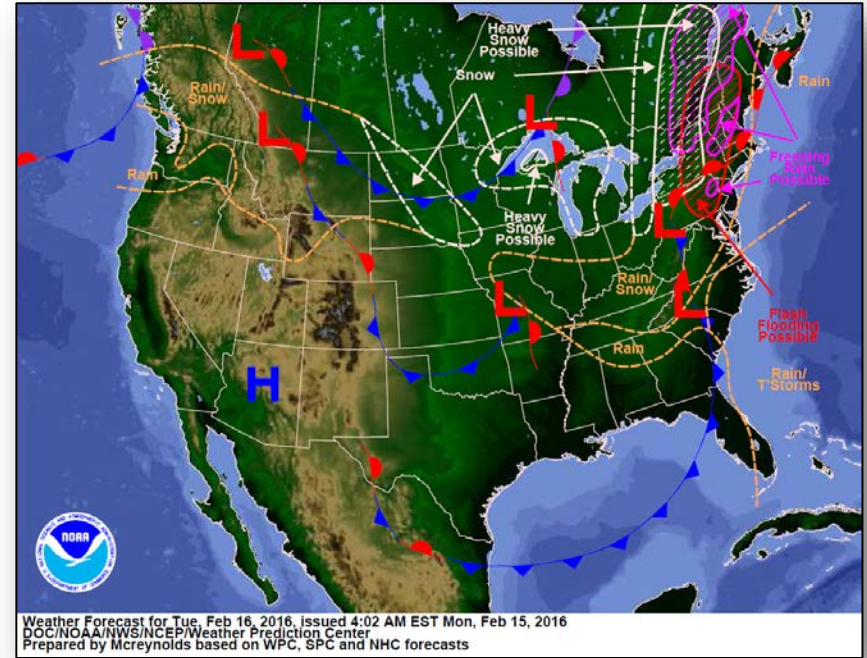 Heavy
Snow
Possible
Snow
Rain/
Snow
Rain
Rain
Freezing
Rain
Possible
Heavy
Snow
Possible
Rain/
Snow
Rain
Flash
Flooding
Possible
Rain/
T'Storms
L
L
L
L
L
L
H
NOAA
Weather Forecast for Tue, Feb 16, 2016, issued 4:02 AM EST Mon, Feb 15, 2016
DOC/NOAA/NWS/NCEP/Weather Prediction Center
Prepared by Mcreynolds based on WPC, SPC and NHC forecasts